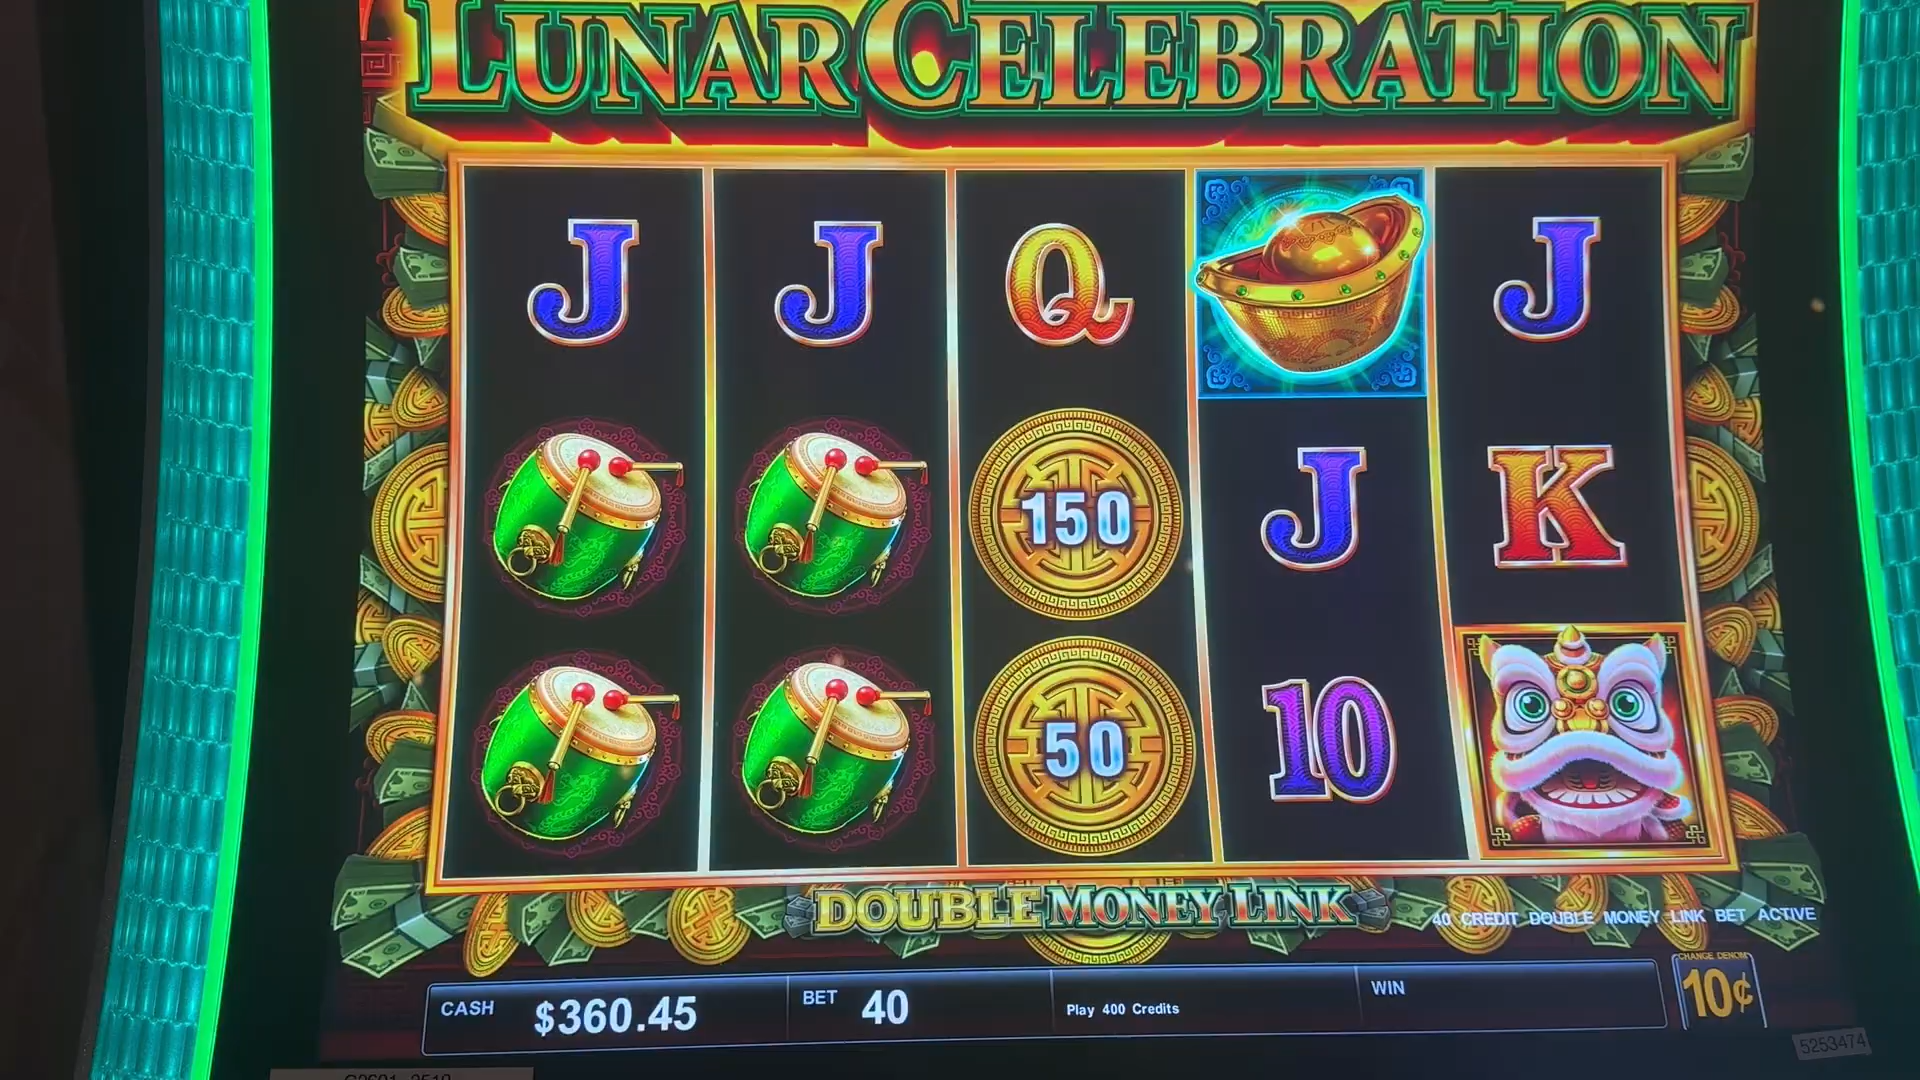 LUNAR CELEBRATION
J J Q J
150 J K
50 10
DOUBLE MONEY LINK
40 CREDIT DOUBLE MONEY LINK BET ACTIVE
CASH $360.45 BET 40 Play 400 Credits WIN
CHANGE DENOM
10¢
5253474